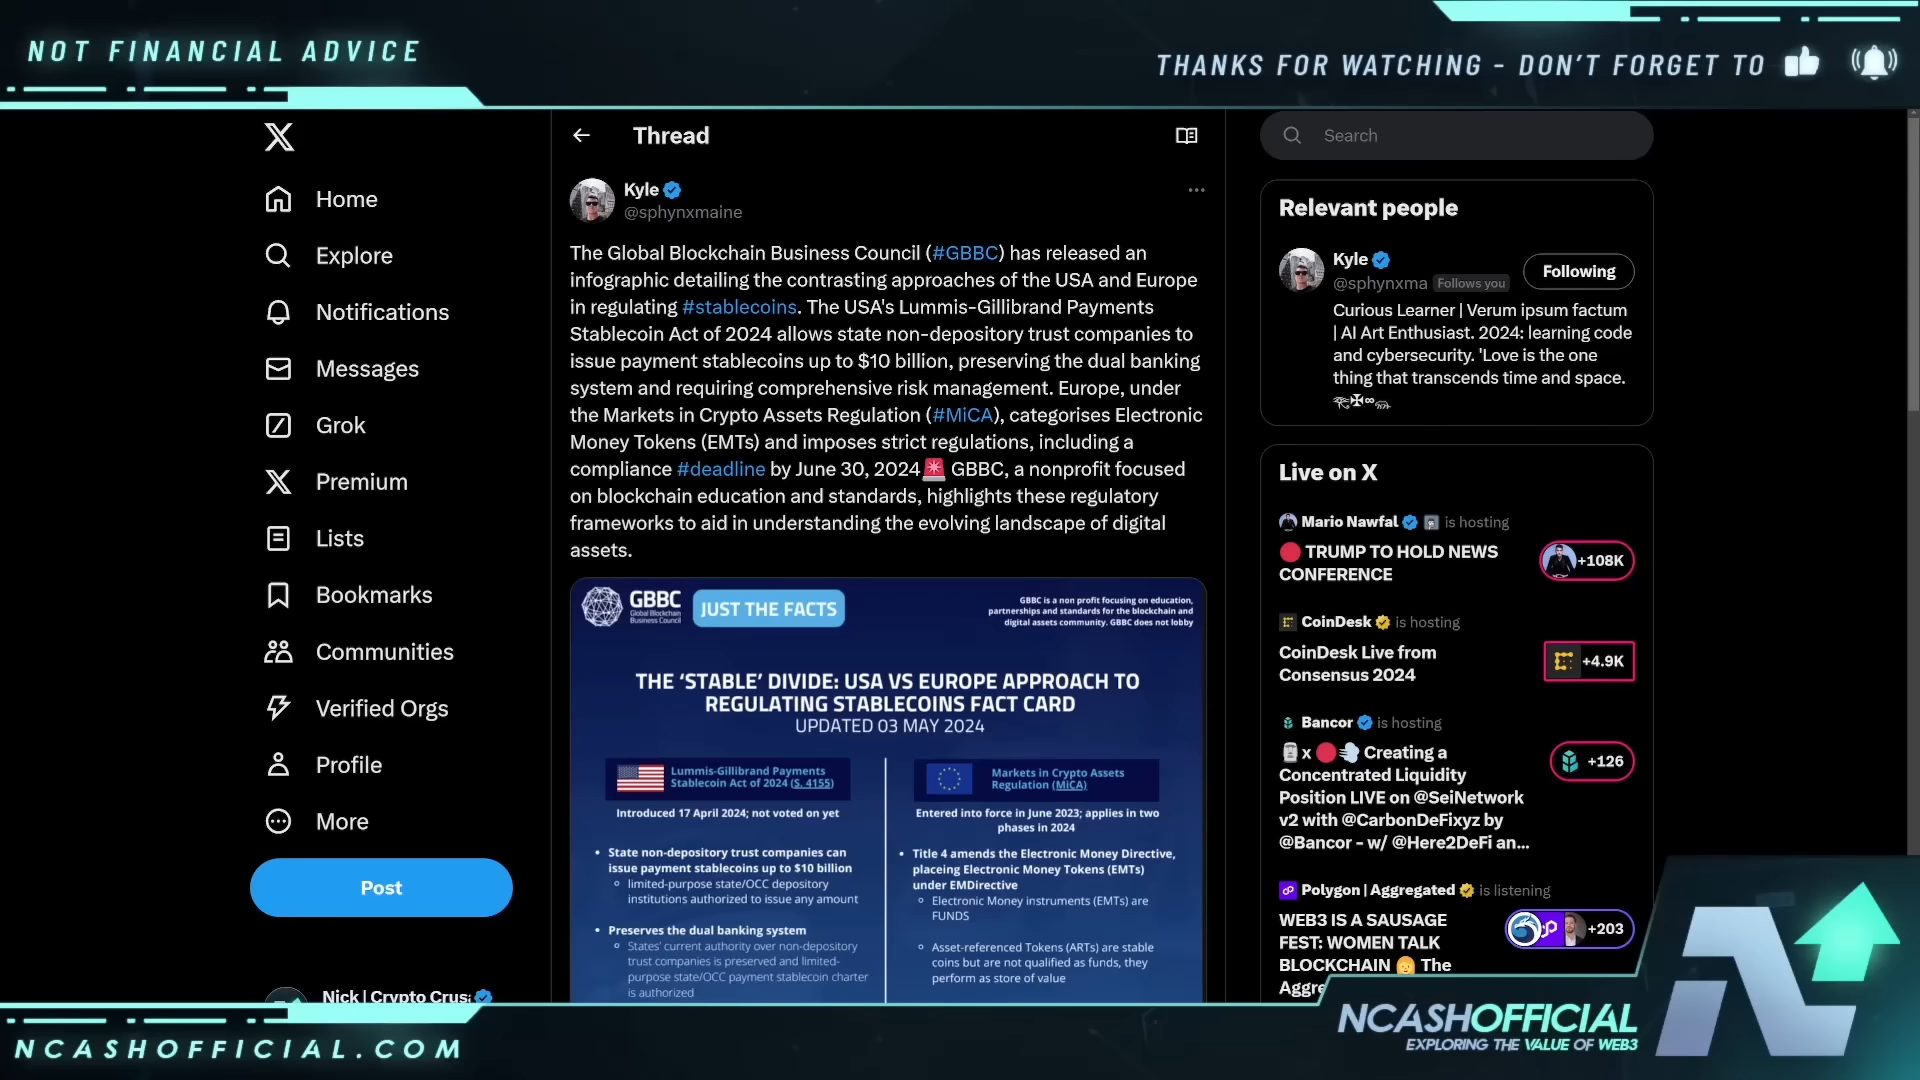 NOT FINANCIAL ADVICE
THANKS FOR WATCHING - DON'T FORGET TO
Home
Explore
Notifications
Messages
Grok
Premium
Lists
Bookmarks
Communities
Verified Orgs
Profile
More
Post
Nick | Crypto Crus
Thread
Kyle
@sphynxmaine
The Global Blockchain Business Council (#GBBC) has released an
infographic detailing the contrasting approaches of the USA and Europe
in regulating #stablecoins. The USA's Lummis-Gillibrand Payments
Stablecoin Act of 2024 allows state non-depository trust companies to
issue payment stablecoins up to $10 billion, preserving the dual banking
system and requiring comprehensive risk management. Europe, under
the Markets in Crypto Assets Regulation (#MiCA), categorises Electronic
Money Tokens (EMTs) and imposes strict regulations, including a
compliance #deadline by June 30, 2024🚨 GBBC, a nonprofit focused
on blockchain education and standards, highlights these regulatory
frameworks to aid in understanding the evolving landscape of digital
assets.
GBBC
Global Blockchain
Business Council
JUST THE FACTS
GBBC is a non profit focusing on education,
partnerships and standards for the blockchain and
digital assets community. GBBC does not lobby
THE ‘STABLE’ DIVIDE: USA VS EUROPE APPROACH TO
REGULATING STABLECOINS FACT CARD
UPDATED 03 MAY 2024
Lummis-Gillibrand Payments
Stablecoin Act of 2024 (S. 4155)
Introduced 17 April 2024; not voted on yet
• State non-depository trust companies can
issue payment stablecoins up to $10 billion
limited-purpose state/OCC depository
institutions authorized to issue any amount
• Preserves the dual banking system
States' current authority over non-depository
trust companies is preserved and limited-
purpose state/OCC payment stablecoin charter
is authorized
Markets in Crypto Assets
Regulation (MiCA)
Entered into force in June 2023; applies in two
phases in 2024
• Title 4 amends the Electronic Money Directive,
placeing Electronic Money Tokens (EMTs)
under EMDirective
Electronic Money instruments (EMTs) are
FUNDS
Asset-referenced Tokens (ARTs) are stable
coins but are not qualified as funds, they
perform as store of value
Search
Relevant people
Kyle
@sphynxma Follows you
Following
Curious Learner | Verum ipsum factum
| AI Art Enthusiast. 2024: learning code
and cybersecurity. 'Love is the one
thing that transcends time and space.
Live on X
Mario Nawfal is hosting
🔴 TRUMP TO HOLD NEWS
CONFERENCE
+108K
CoinDesk is hosting
CoinDesk Live from
Consensus 2024
+4.9K
Bancor is hosting
🗿 x 🔴💨 Creating a
Concentrated Liquidity
Position LIVE on @SeiNetwork
v2 with @CarbonDeFixyz by
@Bancor - w/ @Here2DeFi an...
+126
Polygon | Aggregated is listening
WEB3 IS A SAUSAGE
FEST: WOMEN TALK
BLOCKCHAIN 👩 The
Aggre
+203
NCASHOFFICIAL.COM
NCASHOFFICIAL
EXPLORING THE VALUE OF WEB3